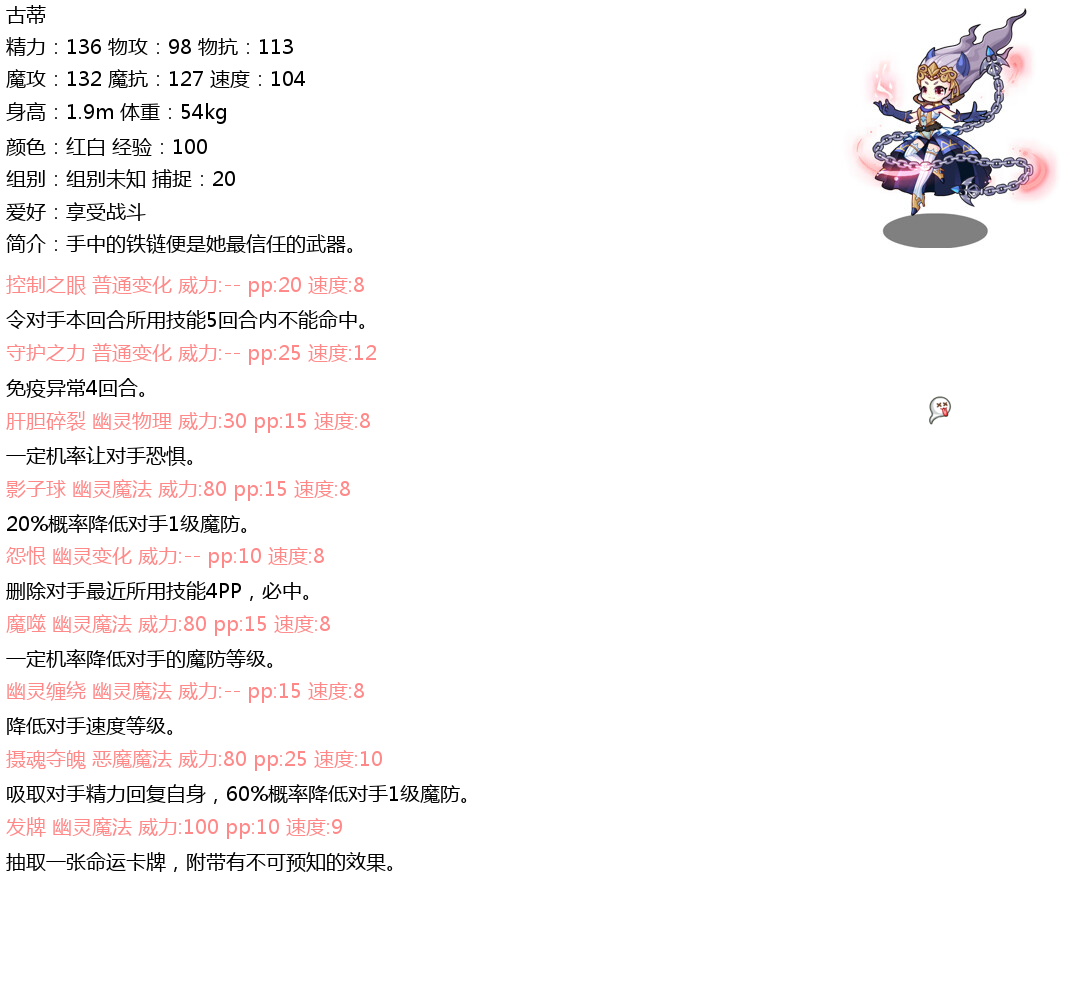 古蒂
精力：136 物攻：98 物抗：113
魔攻：132 魔抗：127 速度：104
身高：1.9m 体重：54kg
颜色：红白 经验：100
组别：组别未知 捕捉：20
爱好：享受战斗
简介：手中的铁链便是她最信任的武器。
控制之眼 普通变化 威力:-- pp:20 速度:8
令对手本回合所用技能5回合内不能命中。
守护之力 普通变化 威力:-- pp:25 速度:12
免疫异常4回合。
肝胆碎裂 幽灵物理 威力:30 pp:15 速度:8
一定机率让对手恐惧。
影子球 幽灵魔法 威力:80 pp:15 速度:8
20%概率降低对手1级魔防。
怨恨 幽灵变化 威力:-- pp:10 速度:8
删除对手最近所用技能4PP，必中。
魔噬 幽灵魔法 威力:80 pp:15 速度:8
一定机率降低对手的魔防等级。
幽灵缠绕 幽灵魔法 威力:-- pp:15 速度:8
降低对手速度等级。
摄魂夺魄 恶魔魔法 威力:80 pp:25 速度:10
吸取对手精力回复自身，60%概率降低对手1级魔防。
发牌 幽灵魔法 威力:100 pp:10 速度:9
抽取一张命运卡牌，附带有不可预知的效果。